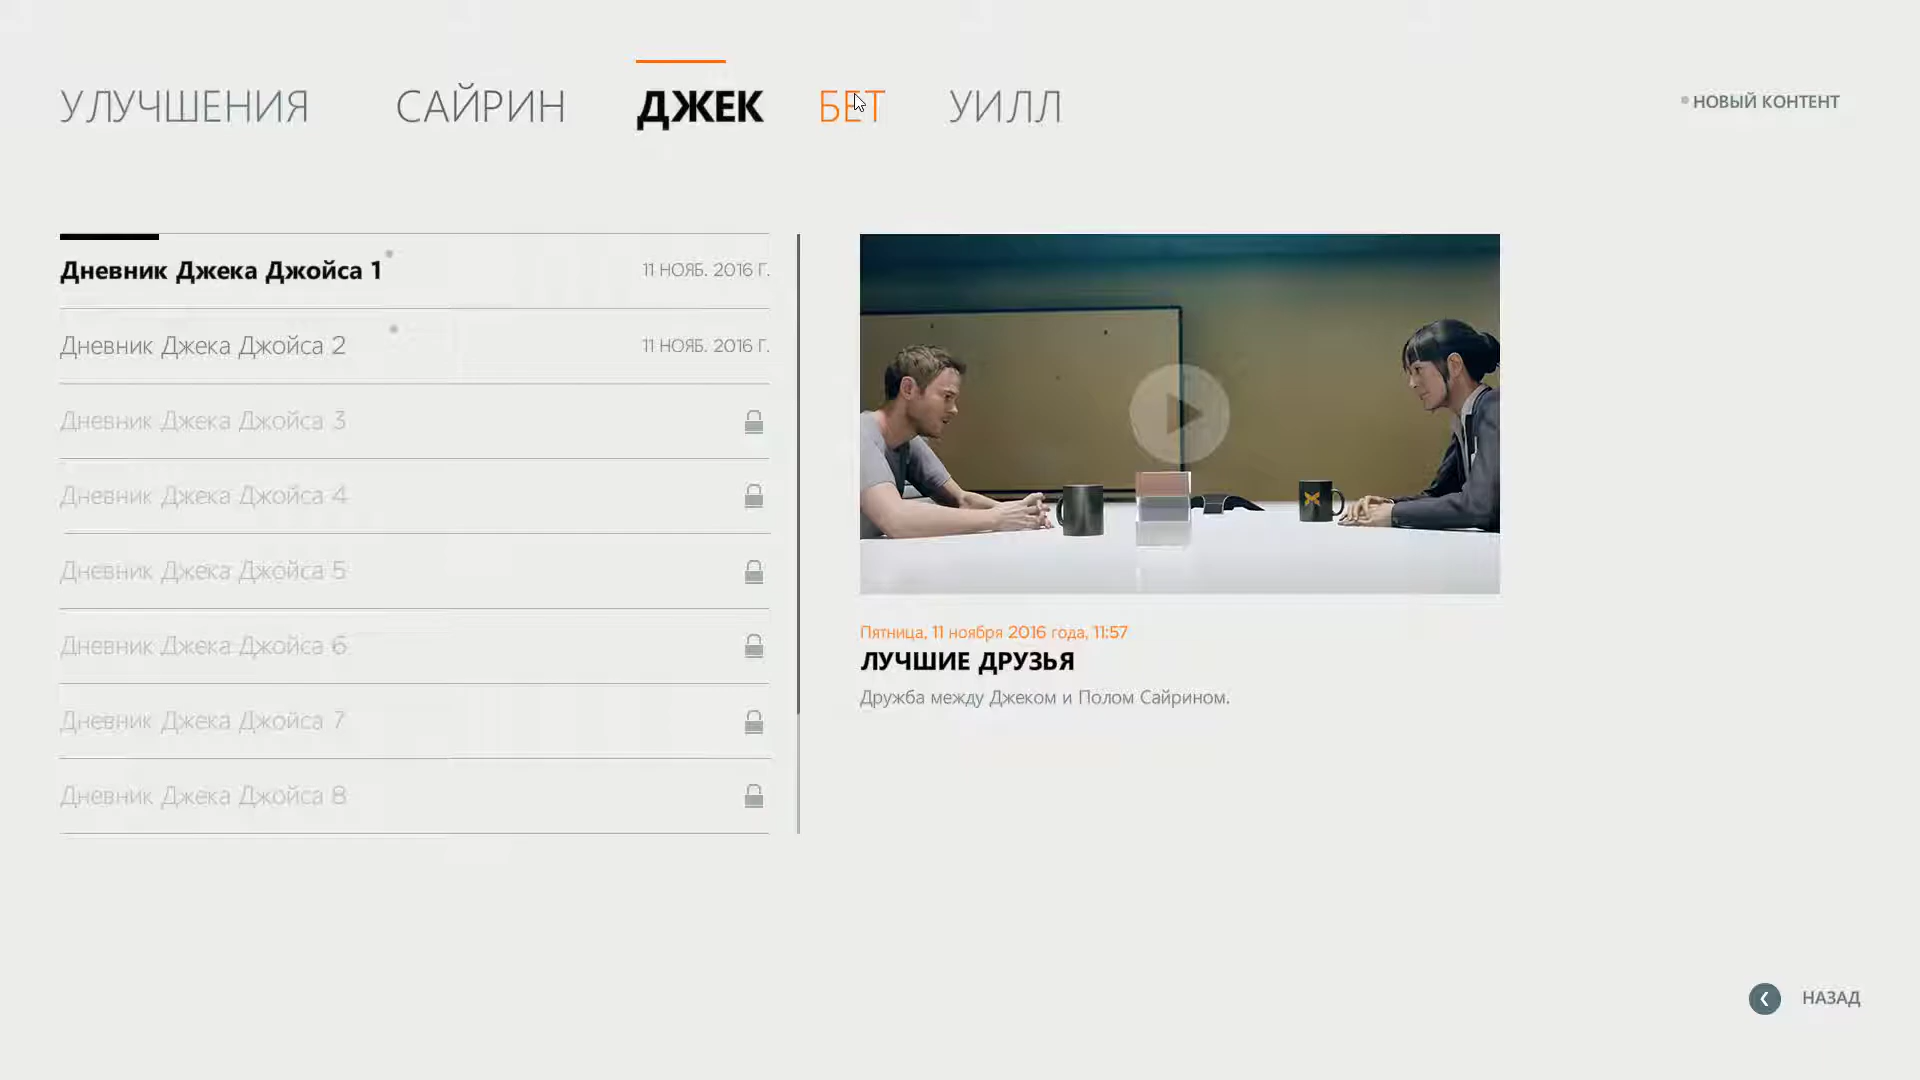 УЛУЧШЕНИЯ САЙРИН ДЖЕК БЕТ УИЛЛ
НОВЫЙ КОНТЕНТ
Дневник Джека Джойса 1 11 НОЯБ. 2016 Г.
Дневник Джека Джойса 2 11 НОЯБ. 2016 Г.
Дневник Джека Джойса 3
Дневник Джека Джойса 4
Дневник Джека Джойса 5
Дневник Джека Джойса 6
Дневник Джека Джойса 7
Дневник Джека Джойса 8
Пятница, 11 ноября 2016 года, 11:57
ЛУЧШИЕ ДРУЗЬЯ
Дружба между Джеком и Полом Сайрином.
НАЗАД